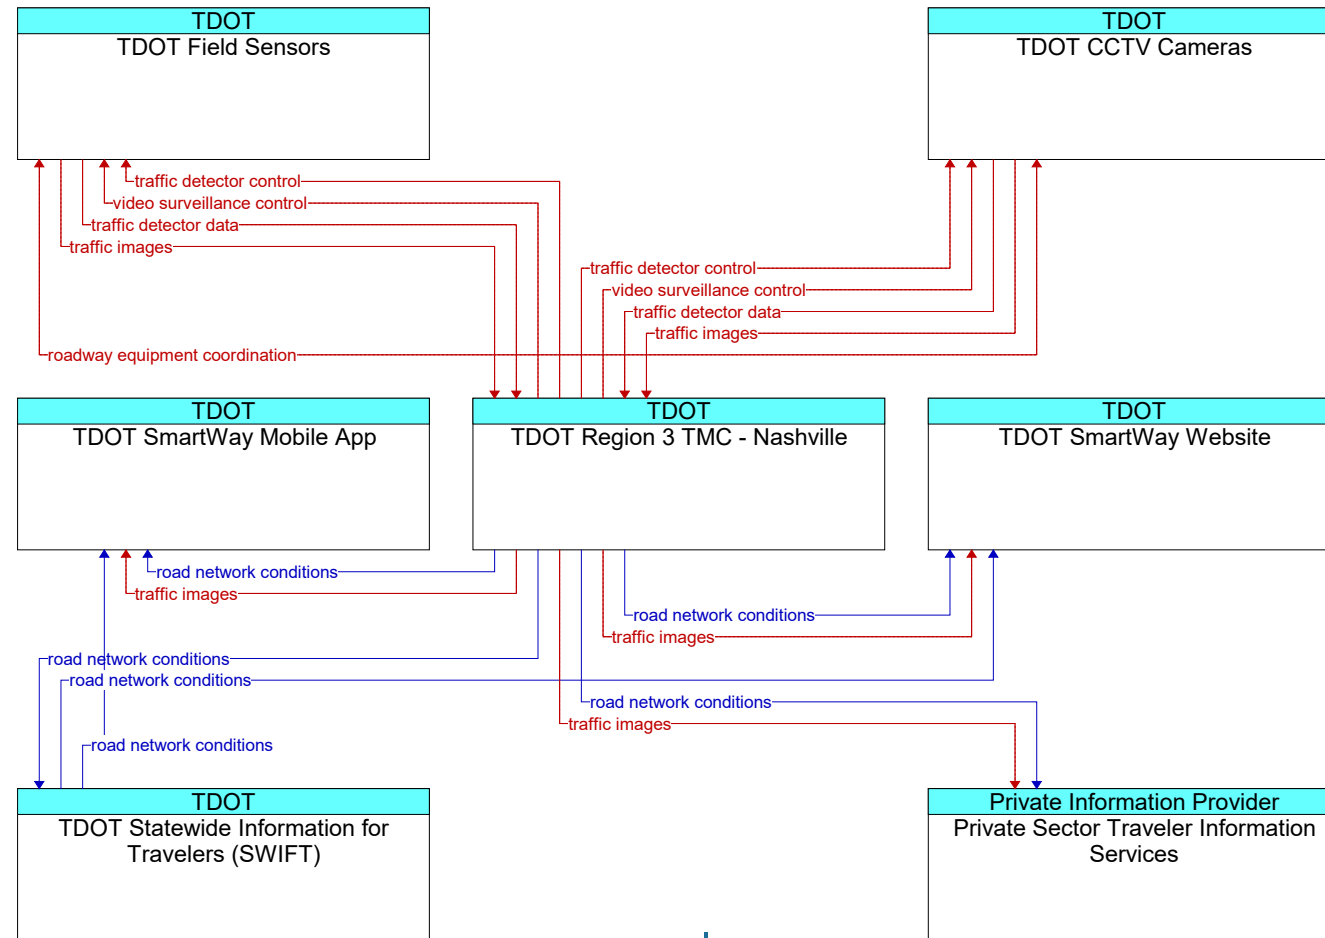 TDOT
TDOT Field Sensors
TDOT
TDOT CCTV Cameras
traffic detector control
video surveillance control
traffic detector data
traffic images
traffic detector control
video surveillance control
traffic detector data
traffic images
roadway equipment coordination
TDOT
TDOT SmartWay Mobile App
TDOT
TDOT Region 3 TMC - Nashville
TDOT
TDOT SmartWay Website
road network conditions
traffic images
road network conditions
traffic images
road network conditions
road network conditions
road network conditions
traffic images
road network conditions
TDOT
TDOT Statewide Information for
Travelers (SWIFT)
Private Information Provider
Private Sector Traveler Information
Services